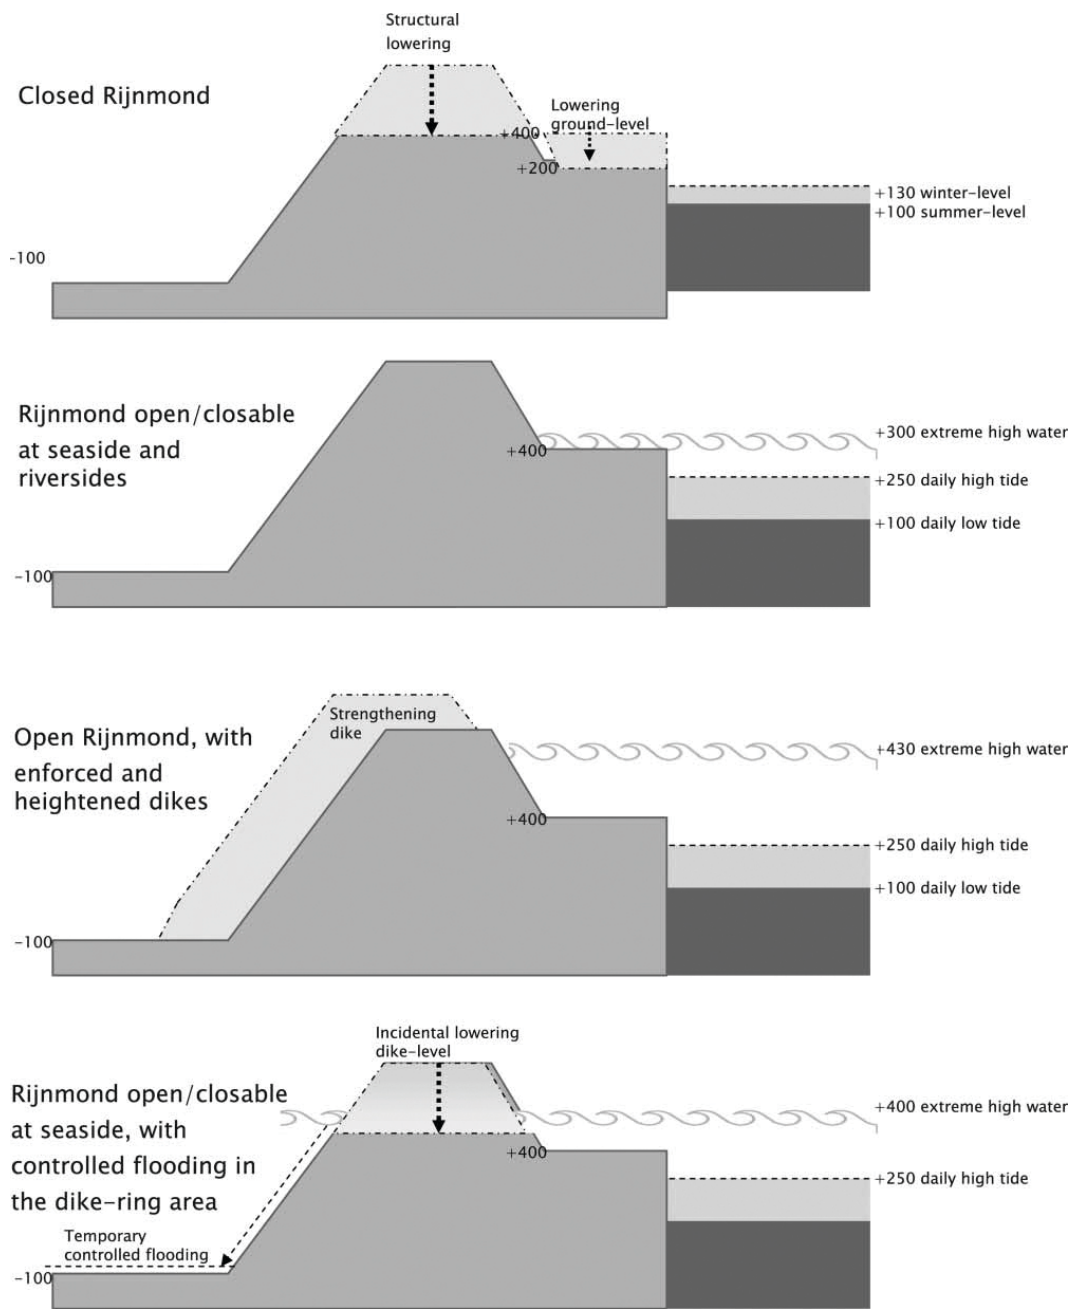 Structural
lowering
Closed Rijnmond
Lowering
ground-level
+400
+200
+130 winter-level
+100 summer-level
-100
Rijnmond open/closable
at seaside and
riversides
+300 extreme high water
+400
+250 daily high tide
+100 daily low tide
-100
Strengthening
dike
Open Rijnmond, with
enforced and
heightened dikes
+430 extreme high water
+400
+250 daily high tide
+100 daily low tide
-100
Incidental lowering
dike-level
Rijnmond open/closable
at seaside, with
controlled flooding in
the dike-ring area
+400 extreme high water
+400
+250 daily high tide
Temporary
controlled flooding
-100